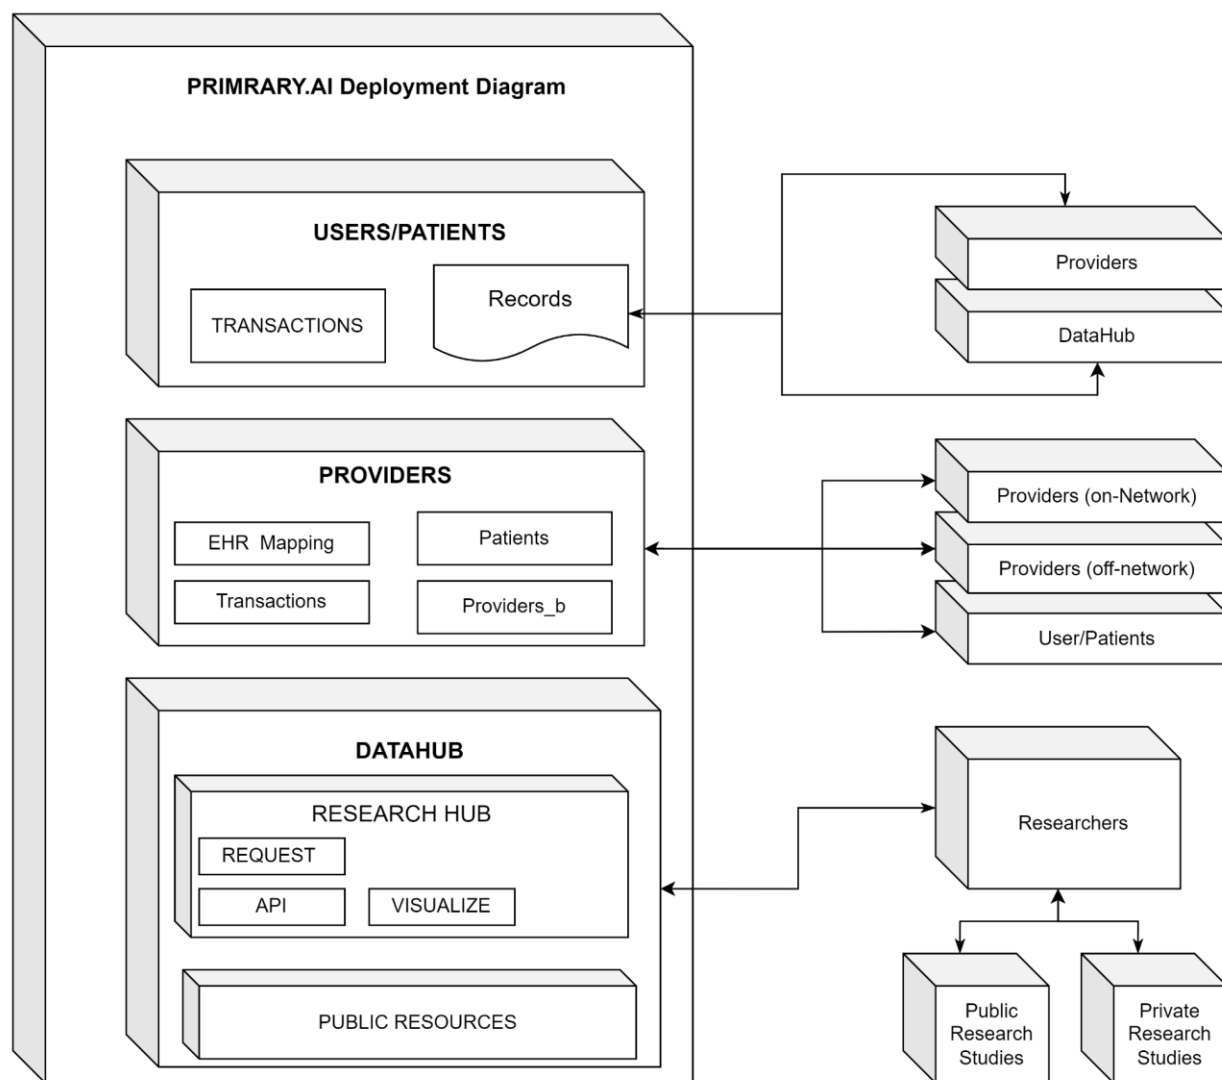 PRIMRARY.AI Deployment Diagram
USERS/PATIENTS
TRANSACTIONS
Records
Providers
DataHub
PROVIDERS
EHR  Mapping
Patients
Transactions
Providers_b
Providers (on-Network)
Providers (off-network)
User/Patients
DATAHUB
RESEARCH HUB
REQUEST
API
VISUALIZE
PUBLIC RESOURCES
Researchers
Public
Research
Studies
Private
Research
Studies